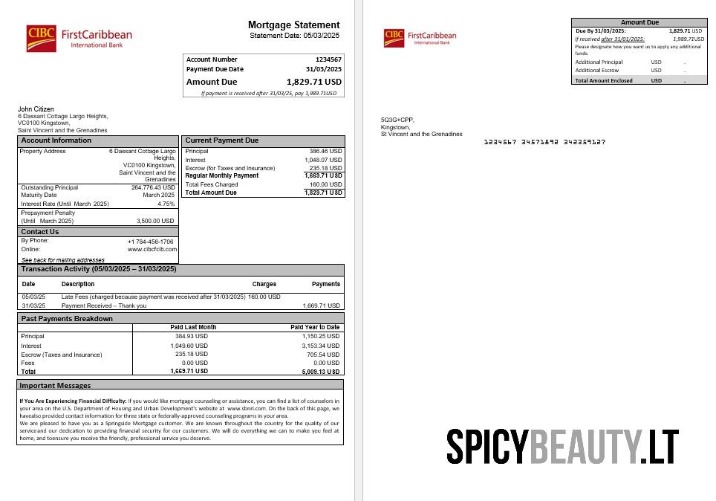 CIBC FirstCaribbean
International Bank
Mortgage Statement
Statement Date: 05/03/2025
Account Number 1234567
Payment Due Date 31/03/2025
Amount Due 1,829.71 USD
If payment is received after 31/03/25, pay 1,989.71USD
John Citizen
6 Dassant Cottage Largo Heights,
VC0100 Kingstown,
Saint Vincent and the Grenadines
Account Information
Property Address 6 Dassant Cottage Largo
Heights,
VC0100 Kingstown,
Saint Vincent and the
Grenadines
Outstanding Principal 264,776.43 USD
Maturity Date March 2025
Interest Rate (Until March 2025) 4.75%
Prepayment Penalty
(Until March 2025) 3,500.00 USD
Contact Us
By Phone: +1 784-456-1706
Online: www.cibcfcib.com
See back for mailing addresses
Current Payment Due
Principal 386.46 USD
Interest 1,048.07 USD
Escrow (for Taxes and Insurance) 235.18 USD
Regular Monthly Payment 1,669.71 USD
Total Fees Charged 160.00 USD
Total Amount Due 1,829.71 USD
Transaction Activity (05/03/2025 – 31/03/2025)
Date Description Charges Payments
05/03/25 Late Fees (charged because payment was received after 31/03/2025) 160.00 USD
31/03/25 Payment Received – Thank you 1,669.71 USD
Past Payments Breakdown
Paid Last Month Paid Year to Date
Principal 384.93 USD 1,150.25 USD
Interest 1,049.60 USD 3,153.34 USD
Escrow (Taxes and Insurance) 235.18 USD 705.54 USD
Fees 0.00 USD 0.00 USD
Total 1,669.71 USD 5,009.13 USD
Important Messages
If You Are Experiencing Financial Difficulty: If you would like mortgage counseling or assistance, you can find a list of counselors in
your area on the U.S. Department of Housing and Urban Development's website at On the back of this page, we
have also provided contact information for three state or federally-approved counseling programs in your area.
We are pleased to have you as a Springside Mortgage customer. We are known throughout the country for the quality of our
service and our dedication to providing financial security for our customers. We will do everything we can to make you feel at
home, and to ensure you receive the friendly, professional service you deserve.
CIBC FirstCaribbean
International Bank
Amount Due
Due By 31/03/2025: 1,829.71 USD
If received after 31/01/2025: 1,989.71USD
Please designate how you want us to apply any additional
funds.
Additional Principal USD .
Additional Escrow USD .
Total Amount Enclosed USD .
5Q3G+CPP,
Kingstown,
St Vincent and the Grenadines
1234567 34571892 342359127
SPICYBEAUTY.LT